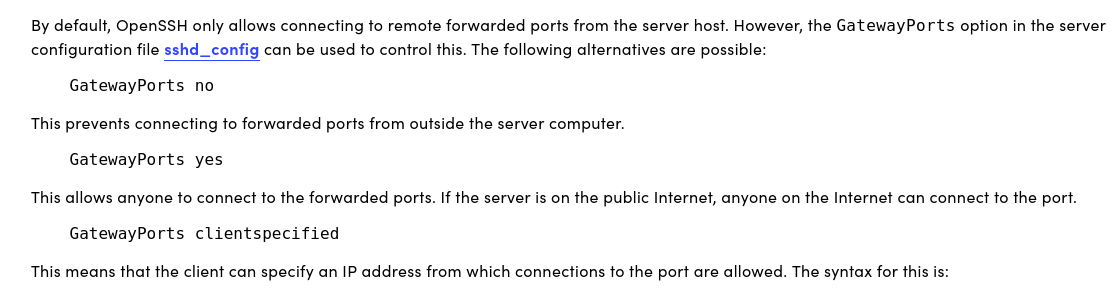 By default, OpenSSH only allows connecting to remote forwarded ports from the server host. However, the GatewayPorts option in the server
configuration file sshd_config can be used to control this. The following alternatives are possible:
GatewayPorts no
This prevents connecting to forwarded ports from outside the server computer.
GatewayPorts yes
This allows anyone to connect to the forwarded ports. If the server is on the public Internet, anyone on the Internet can connect to the port.
GatewayPorts clientspecified
This means that the client can specify an IP address from which connections to the port are allowed. The syntax for this is: